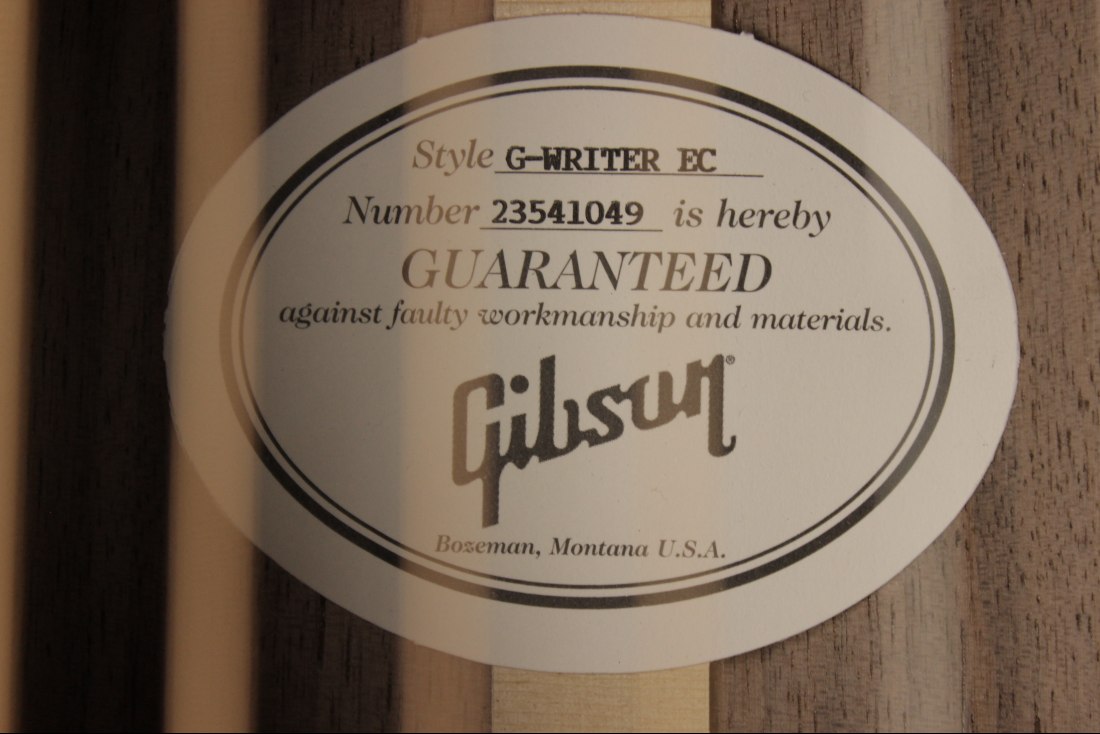 Style G-WRITER EC
Number 23541049 is hereby
GUARANTEED
against faulty workmanship and materials.
Gibson®
Bozeman, Montana U.S.A.